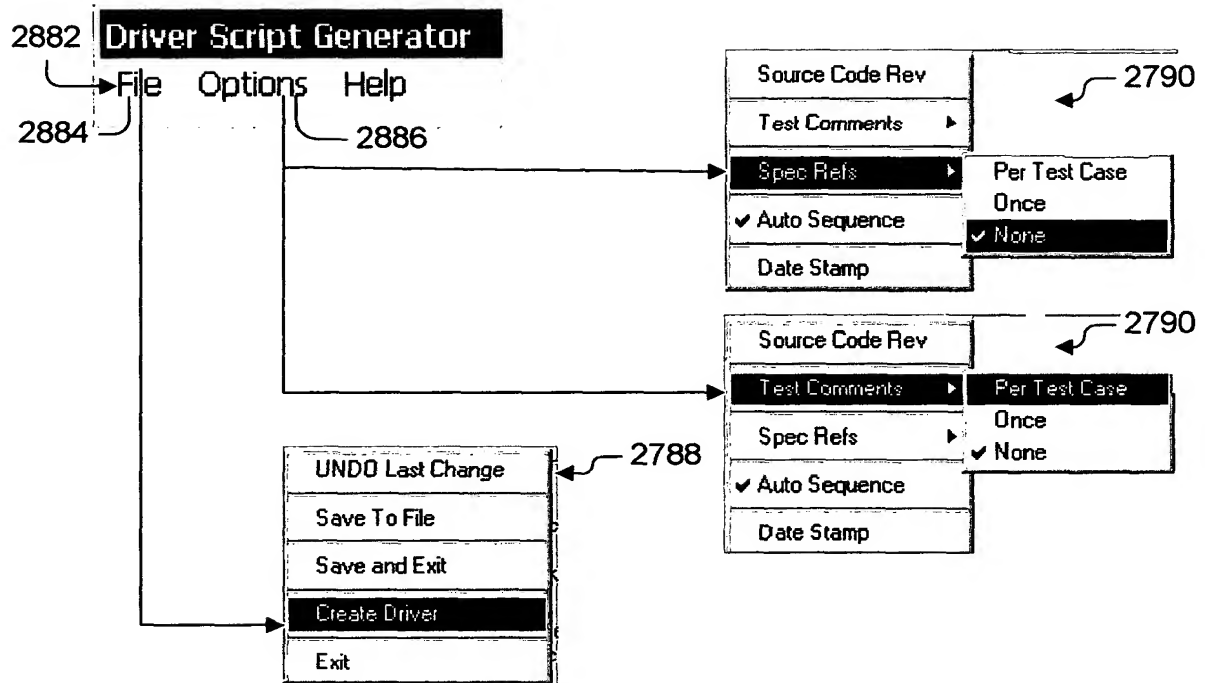 2882
Driver Script Generator
File Options Help
2884
2886
Source Code Rev
2790
Test Comments
Spec Refs
Per Test Case
Once
✔ None
✔ Auto Sequence
Date Stamp
Source Code Rev
2790
Test Comments
Per Test Case
Once
✔ None
Spec Refs
✔ Auto Sequence
Date Stamp
UNDO Last Change
2788
Save To File
Save and Exit
Create Driver
Exit